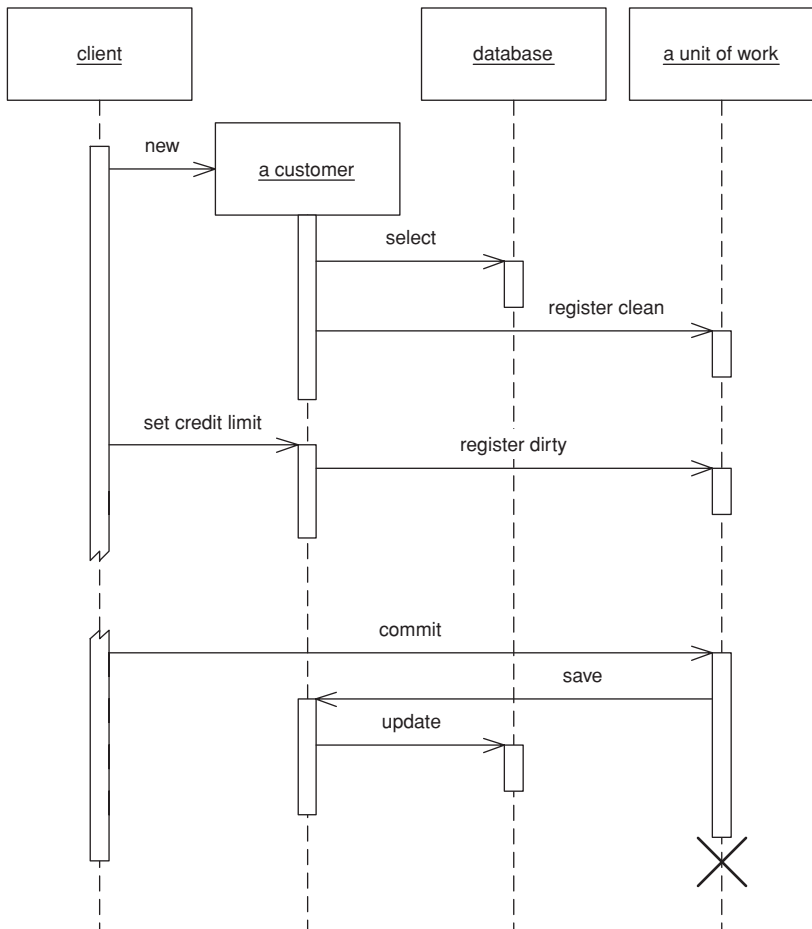 client
database
a unit of work
new
a customer
select
register clean
set credit limit
register dirty
commit
save
update